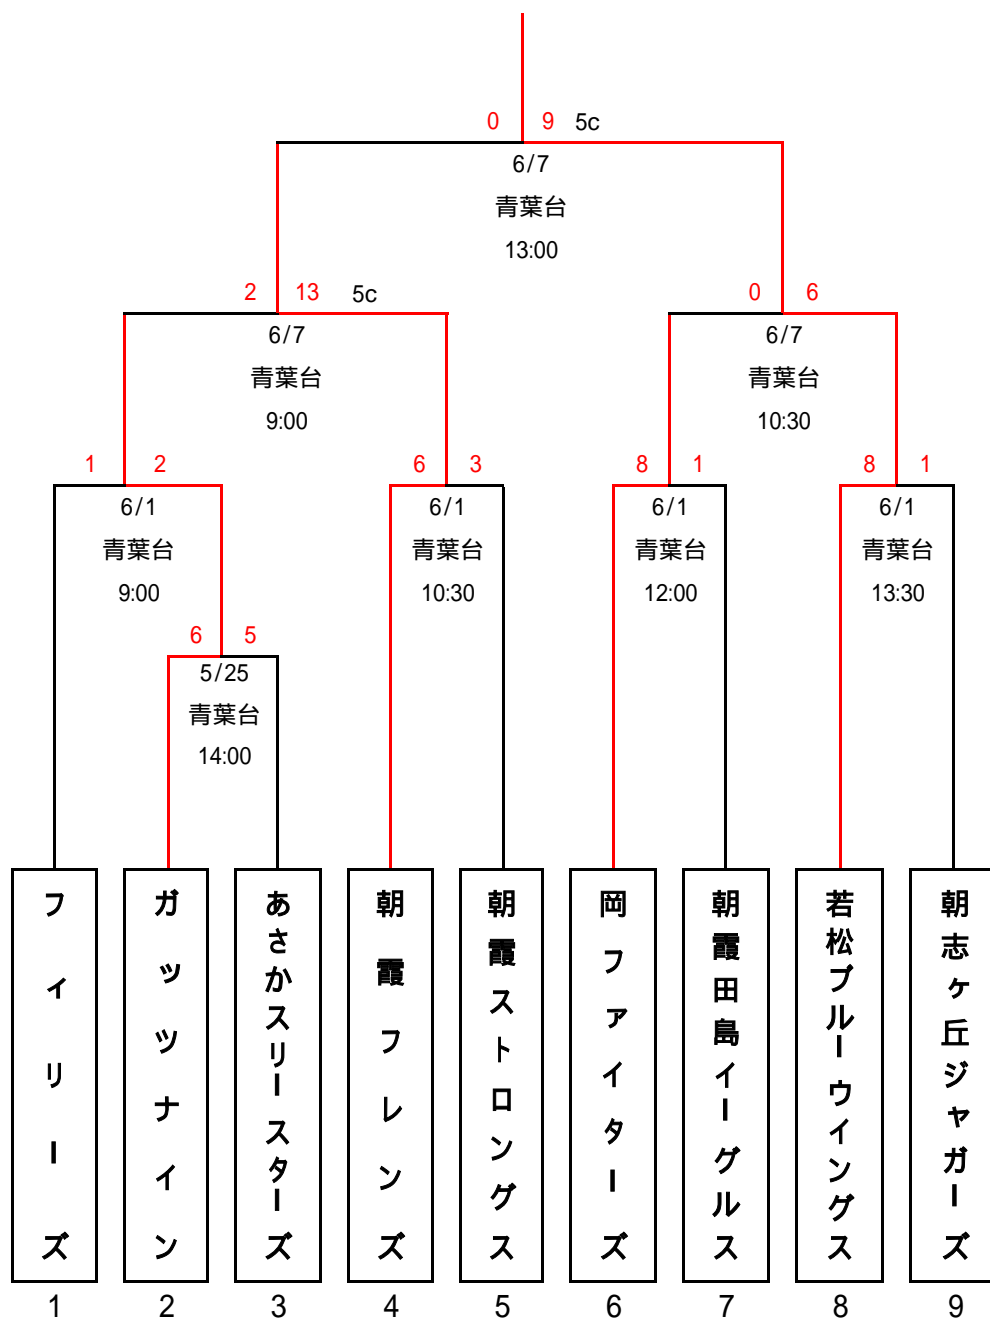 0 9 5c
6/7
青葉台
13:00
2 13 5c
0 6
6/7
青葉台
9:00
6/7
青葉台
10:30
1 2
6 3
8 1
8 1
6/1
青葉台
9:00
6/1
青葉台
10:30
6/1
青葉台
12:00
6/1
青葉台
13:30
6 5
5/25
青葉台
14:00
フィリーズ
ガッツナイン
あさかスリースターズ
朝霞フレンズ
朝霞ストロングス
岡ファイターズ
朝霞田島イーグルス
若松ブルーウイングス
朝志ヶ丘ジャガーズ
1 2 3 4 5 6 7 8 9